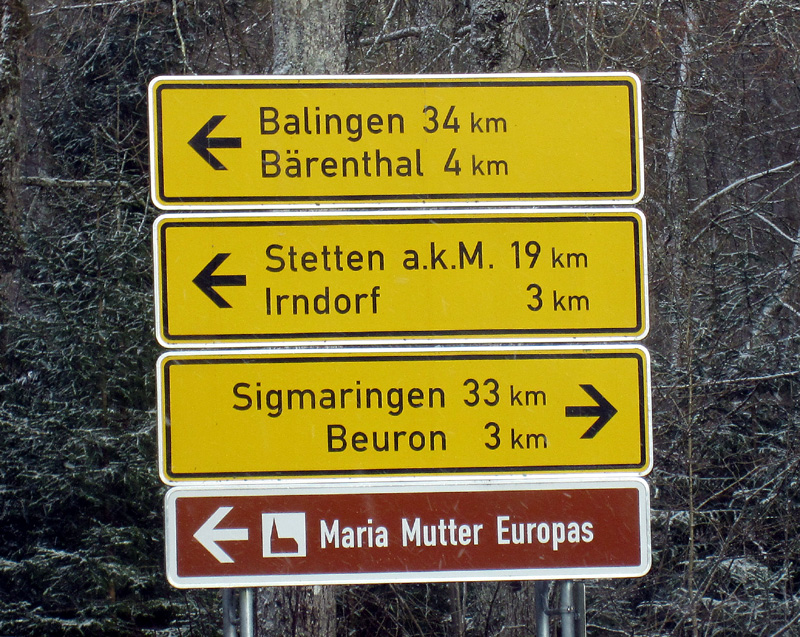 Balingen 34 km
Bärenthal 4 km
Stetten a.k.M. 19 km
Irndorf 3 km
Sigmaringen 33 km
Beuron 3 km
Maria Mutter Europas